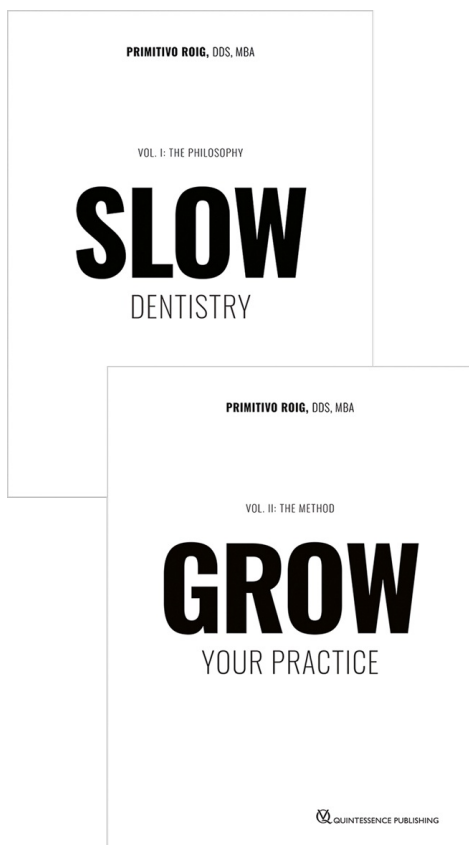 PRIMITIVO ROIG, DDS, MBA
VOL. I: THE PHILOSOPHY
SLOW
DENTISTRY
PRIMITIVO ROIG, DDS, MBA
VOL. II: THE METHOD
GROW
YOUR PRACTICE
QUINTESSENCE PUBLISHING